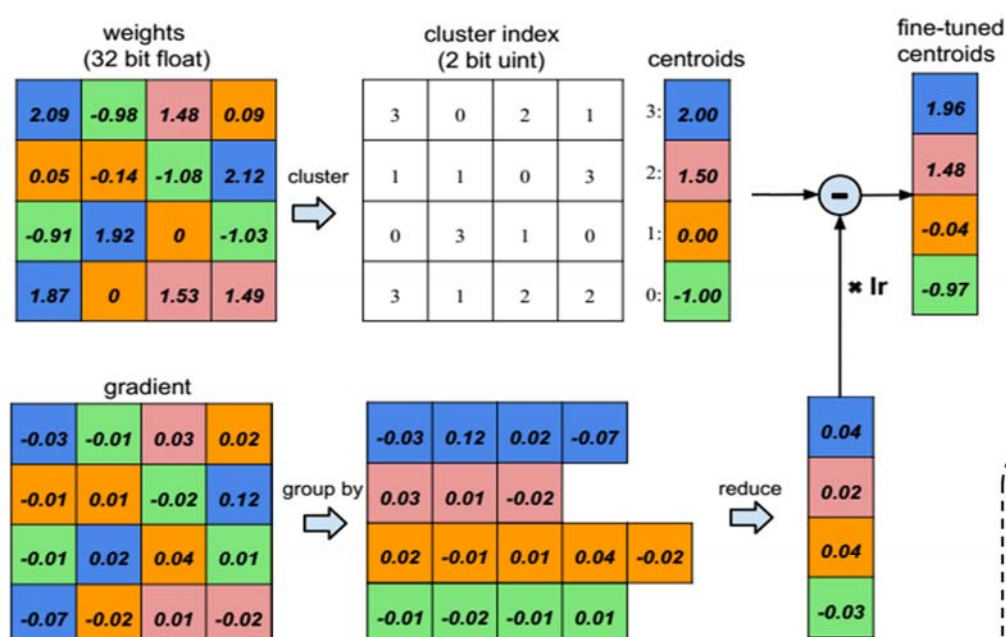 weights
(32 bit float)
cluster index
(2 bit uint)
centroids
fine-tuned
centroids
2.09 -0.98 1.48 0.09
0.05 -0.14 -1.08 2.12
-0.91 1.92 0 -1.03
1.87 0 1.53 1.49
cluster
3 0 2 1
1 1 0 3
0 3 1 0
3 1 2 2
3: 2.00
2: 1.50
1: 0.00
0: -1.00
-
× lr
1.96
1.48
-0.04
-0.97
gradient
-0.03 -0.01 0.03 0.02
-0.01 0.01 -0.02 0.12
-0.01 0.02 0.04 0.01
-0.07 -0.02 0.01 -0.02
group by
-0.03 0.12 0.02 -0.07
0.03 0.01 -0.02
0.02 -0.01 0.01 0.04 -0.02
-0.01 -0.02 -0.01 0.01
reduce
0.04
0.02
0.04
-0.03